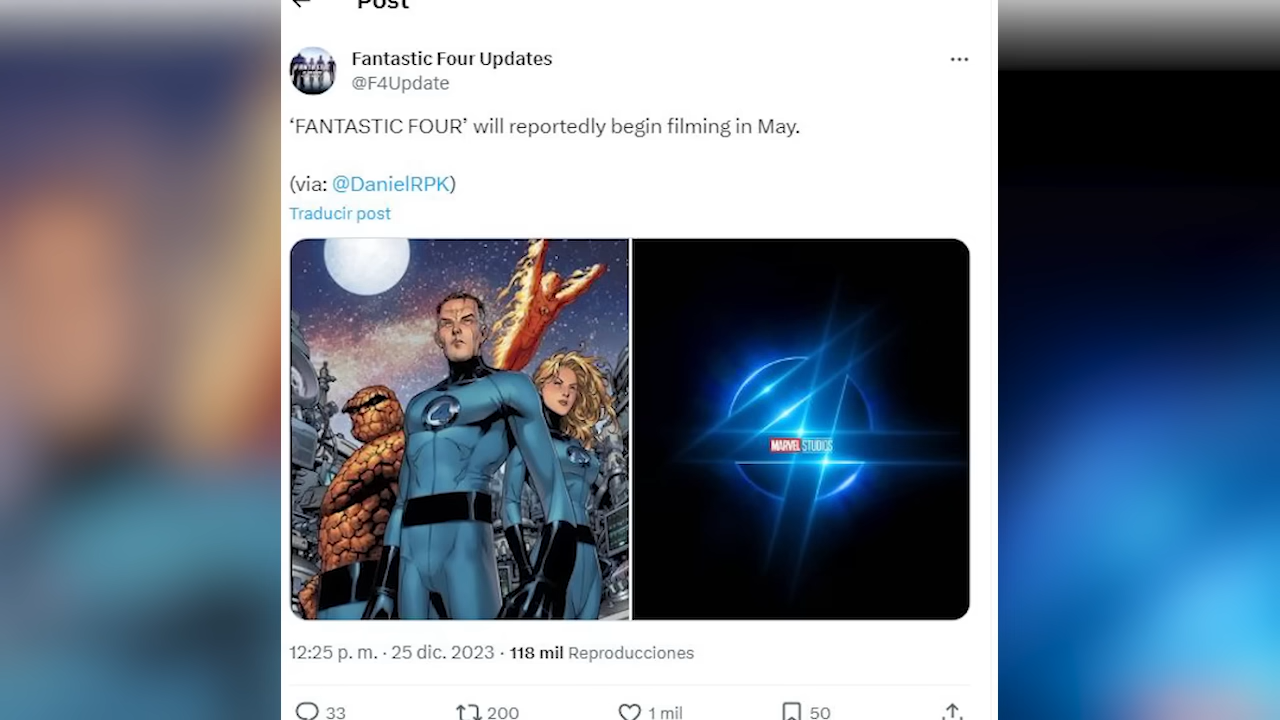 Post
Fantastic Four Updates
@F4Update
‘FANTASTIC FOUR’ will reportedly begin filming in May.
(via: @DanielRPK)
Traducir post
MARVEL STUDIOS
12:25 p. m. · 25 dic. 2023 · 118 mil Reproducciones
33 200 1 mil 50